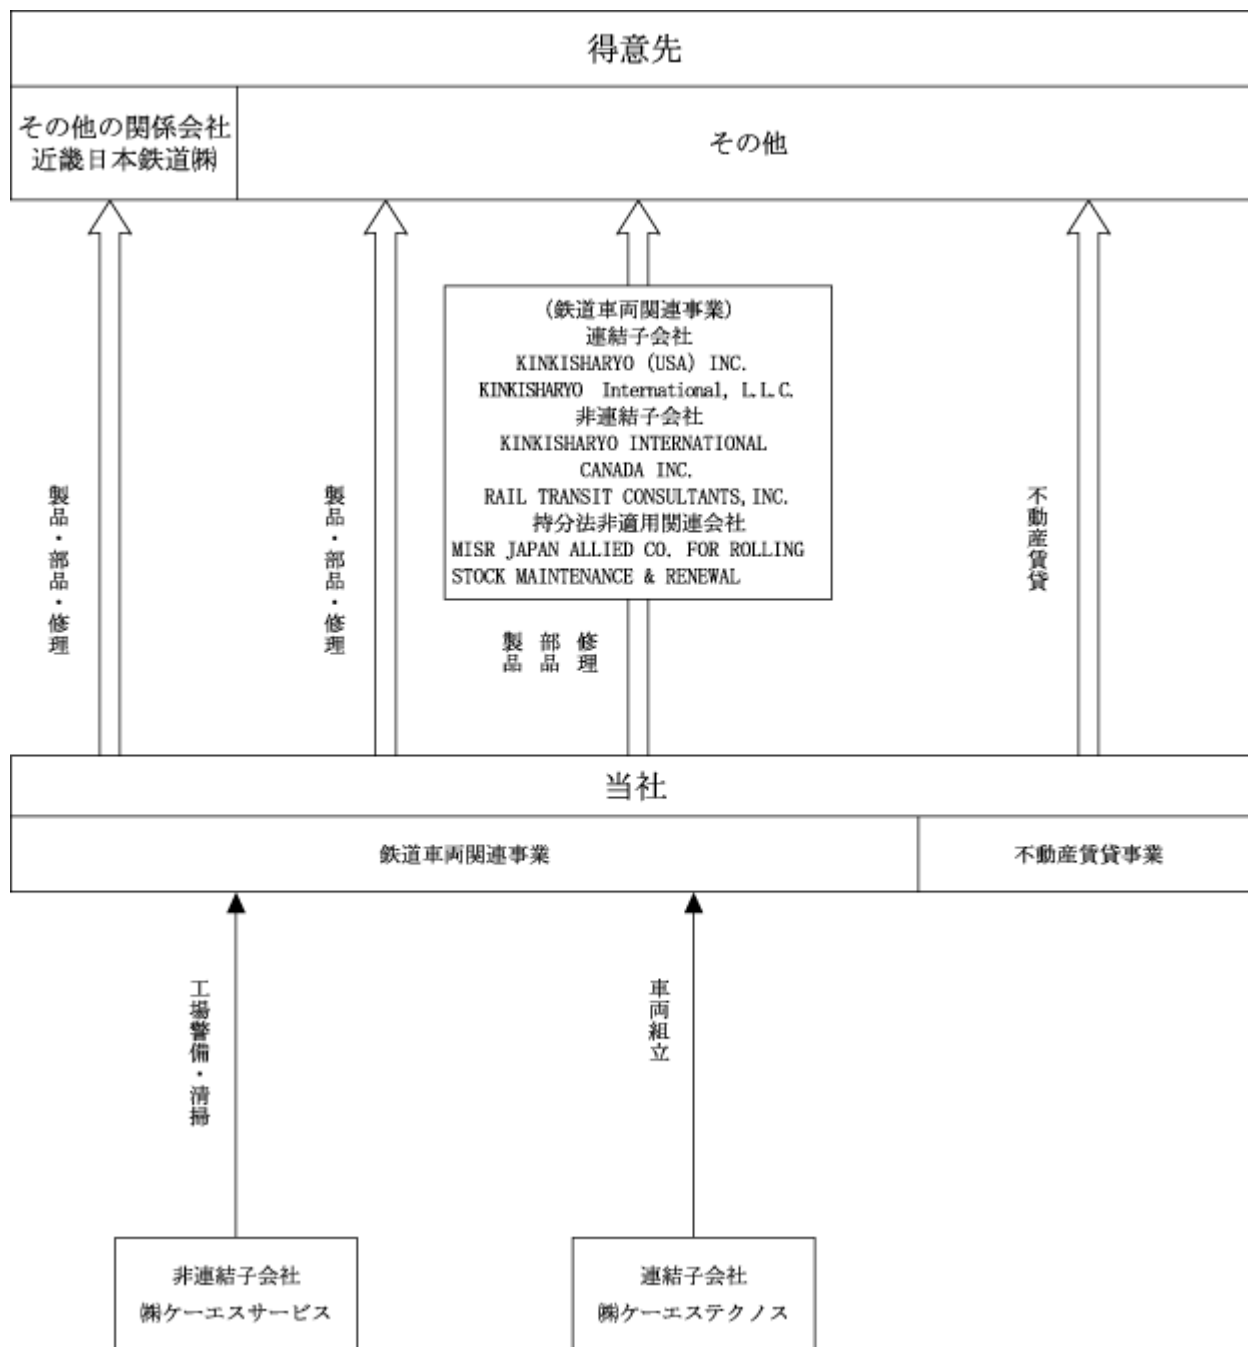 得意先
その他の関係会社
近畿日本鉄道㈱
その他
(鉄道車両関連事業)
連結子会社
KINKISHARYO (USA) INC.
KINKISHARYO International, L.L.C.
非連結子会社
KINKISHARYO INTERNATIONAL
CANADA INC.
RAIL TRANSIT CONSULTANTS, INC.
持分法非適用関連会社
MISR JAPAN ALLIED CO. FOR ROLLING
STOCK MAINTENANCE & RENEWAL
製品・部品・修理
製品・部品・修理
製品
部品
修理
不動産賃貸
当社
鉄道車両関連事業
不動産賃貸事業
工場警備・清掃
車両組立
非連結子会社
㈱ケーエスサービス
連結子会社
㈱ケーエステクノス